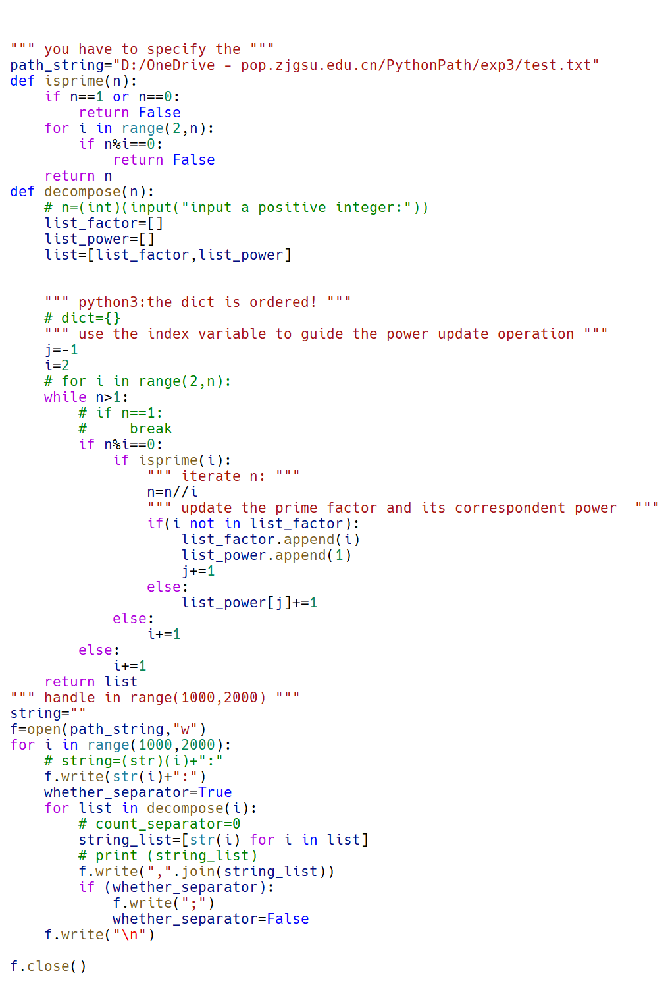 """ you have to specify the """
path_string="D:/OneDrive - pop.zjgsu.edu.cn/PythonPath/exp3/test.txt"
def isprime(n):
    if n==1 or n==0:
        return False
    for i in range(2,n):
        if n%i==0:
            return False
    return n
def decompose(n):
    # n=(int)(input("input a positive integer:"))
    list_factor=[]
    list_power=[]
    list=[list_factor,list_power]


    """ python3:the dict is ordered! """
    # dict={}
    """ use the index variable to guide the power update operation """
    j=-1
    i=2
    # for i in range(2,n):
    while n>1:
        # if n==1:
        #     break
        if n%i==0:
            if isprime(i):
                """ iterate n: """
                n=n//i
                """ update the prime factor and its correspondent power  """
                if(i not in list_factor):
                    list_factor.append(i)
                    list_power.append(1)
                    j+=1
                else:
                    list_power[j]+=1
            else:
                i+=1
        else:
            i+=1
    return list
""" handle in range(1000,2000) """
string=""
f=open(path_string,"w")
for i in range(1000,2000):
    # string=(str)(i)+":"
    f.write(str(i)+":")
    whether_separator=True
    for list in decompose(i):
        # count_separator=0
        string_list=[str(i) for i in list]
        # print (string_list)
        f.write(",".join(string_list))
        if (whether_separator):
            f.write(";")
            whether_separator=False
    f.write("\n")

f.close()